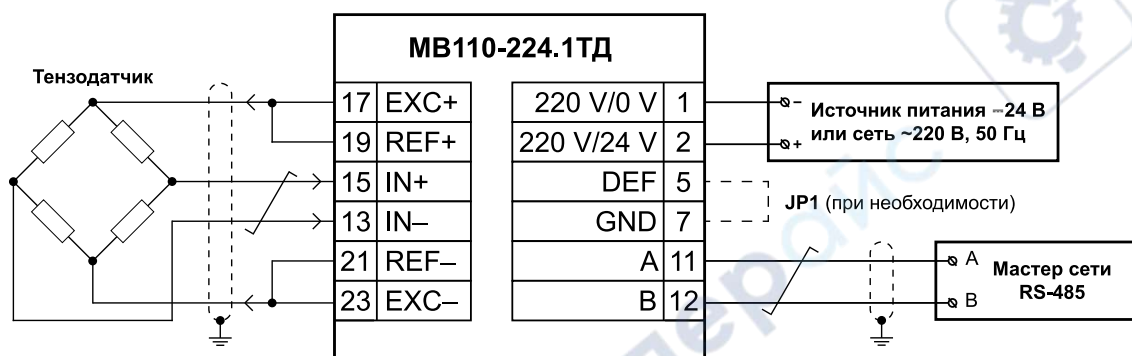 МВ110-224.1ТД
Тензодатчик
17 EXC+
19 REF+
15 IN+
13 IN–
21 REF–
23 EXC–
220 V/0 V 1
220 V/24 V 2
DEF 5
GND 7
A 11
B 12
– Источник питания ⎓24 В
+ или сеть ~220 В, 50 Гц
JP1 (при необходимости)
A
B
Мастер сети
RS-485